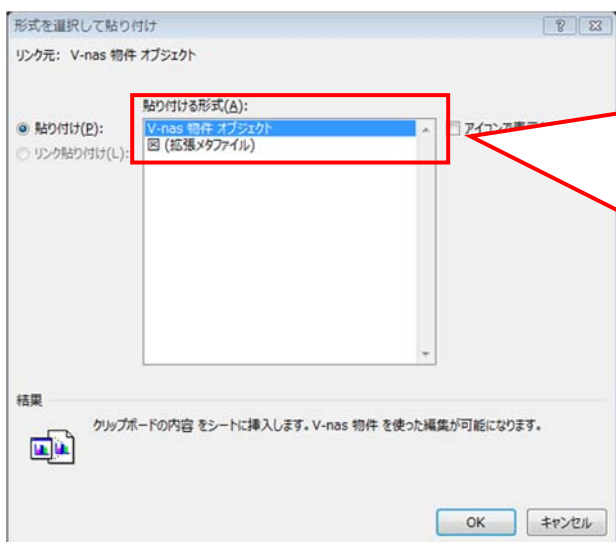 形式を選択して貼り付け
リンク元: V-nas 物件 オブジェクト
貼り付ける形式(A):
貼り付け(P):
リンク貼り付け(L):
V-nas 物件 オブジェクト
図 (拡張メタファイル)
結果
クリップボードの内容 をシートに挿入します。V-nas 物件 を使った編集が可能になります。
OK
キャンセル